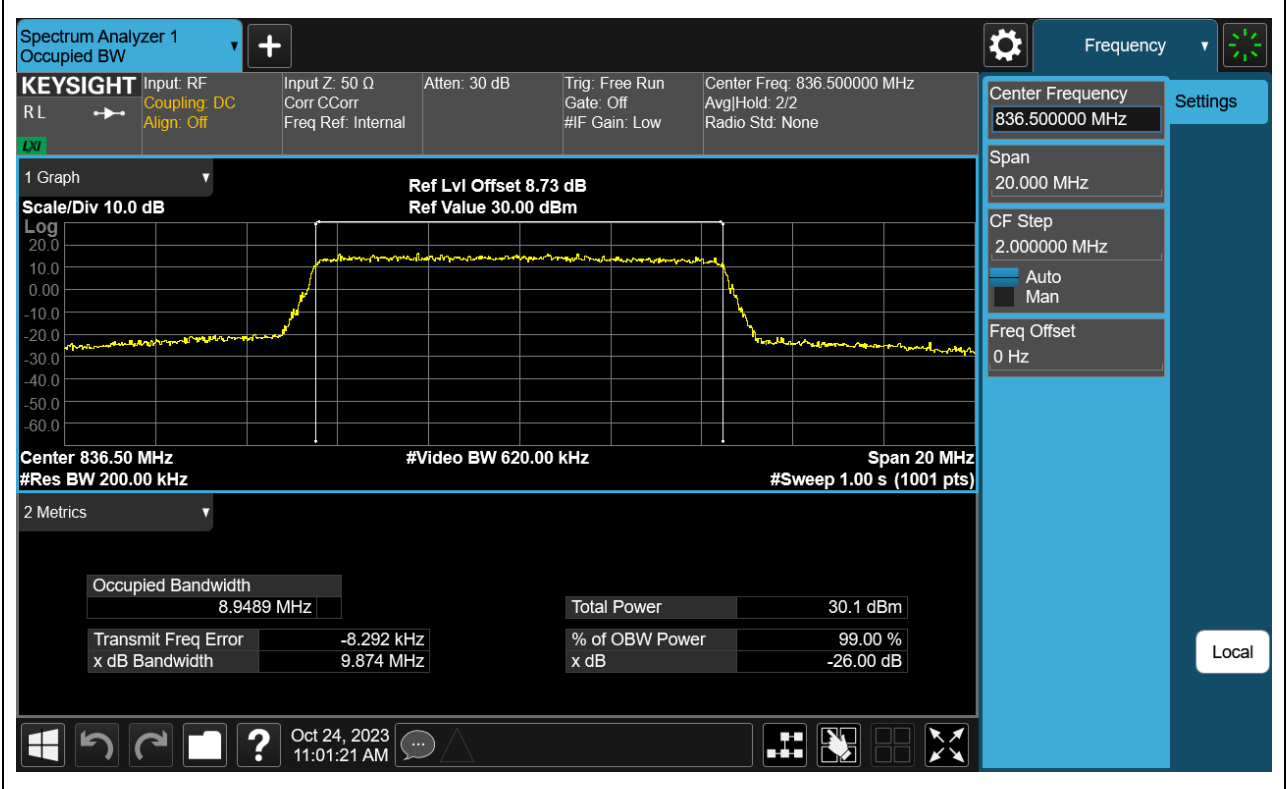 Spectrum Analyzer 1
Occupied BW
+
Frequency
KEYSIGHT
R L
LXI
Input: RF
Coupling: DC
Align: Off
Input Z: 50 Ω
Corr CCorr
Freq Ref: Internal
Atten: 30 dB
Trig: Free Run
Gate: Off
#IF Gain: Low
Center Freq: 836.500000 MHz
Avg|Hold: 2/2
Radio Std: None
Center Frequency
836.500000 MHz
Settings
Span
20.000 MHz
CF Step
2.000000 MHz
Auto
Man
Freq Offset
0 Hz
Local
1 Graph
Ref Lvl Offset 8.73 dB
Scale/Div 10.0 dB
Ref Value 30.00 dBm
Log
20.0
10.0
0.00
-10.0
-20.0
-30.0
-40.0
-50.0
-60.0
Center 836.50 MHz
#Video BW 620.00 kHz
Span 20 MHz
#Res BW 200.00 kHz
#Sweep 1.00 s (1001 pts)
2 Metrics
Occupied Bandwidth
8.9489 MHz
Total Power 30.1 dBm
Transmit Freq Error -8.292 kHz
% of OBW Power 99.00 %
x dB Bandwidth 9.874 MHz
x dB -26.00 dB
?
Oct 24, 2023
11:01:21 AM